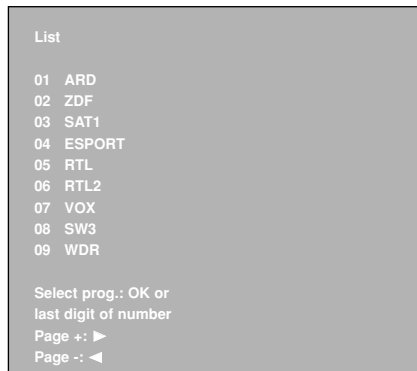 List
01 ARD
02 ZDF
03 SAT1
04 ESPORT
05 RTL
06 RTL2
07 VOX
08 SW3
09 WDR
Select prog.: OK or
last digit of number
Page +: ▶
Page -: ◀